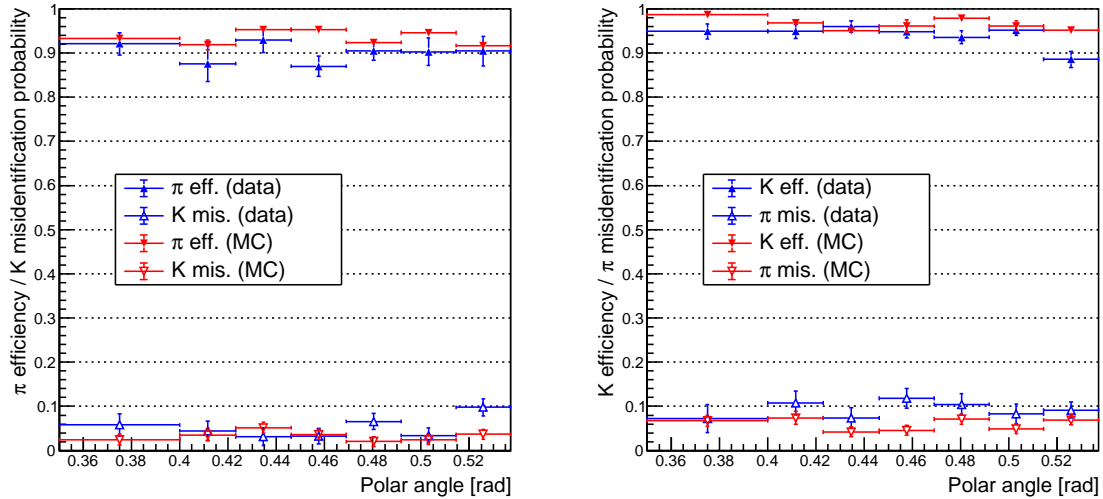 π efficiency / K misidentification probability
1
0.9
0.8
0.7
0.6
0.5
0.4
0.3
0.2
0.1
0
π eff. (data)
K mis. (data)
π eff. (MC)
K mis. (MC)
0.36 0.38 0.4 0.42 0.44 0.46 0.48 0.5 0.52
Polar angle [rad]
K efficiency / π misidentification probability
1
0.9
0.8
0.7
0.6
0.5
0.4
0.3
0.2
0.1
0
K eff. (data)
π mis. (data)
K eff. (MC)
π mis. (MC)
0.36 0.38 0.4 0.42 0.44 0.46 0.48 0.5 0.52
Polar angle [rad]